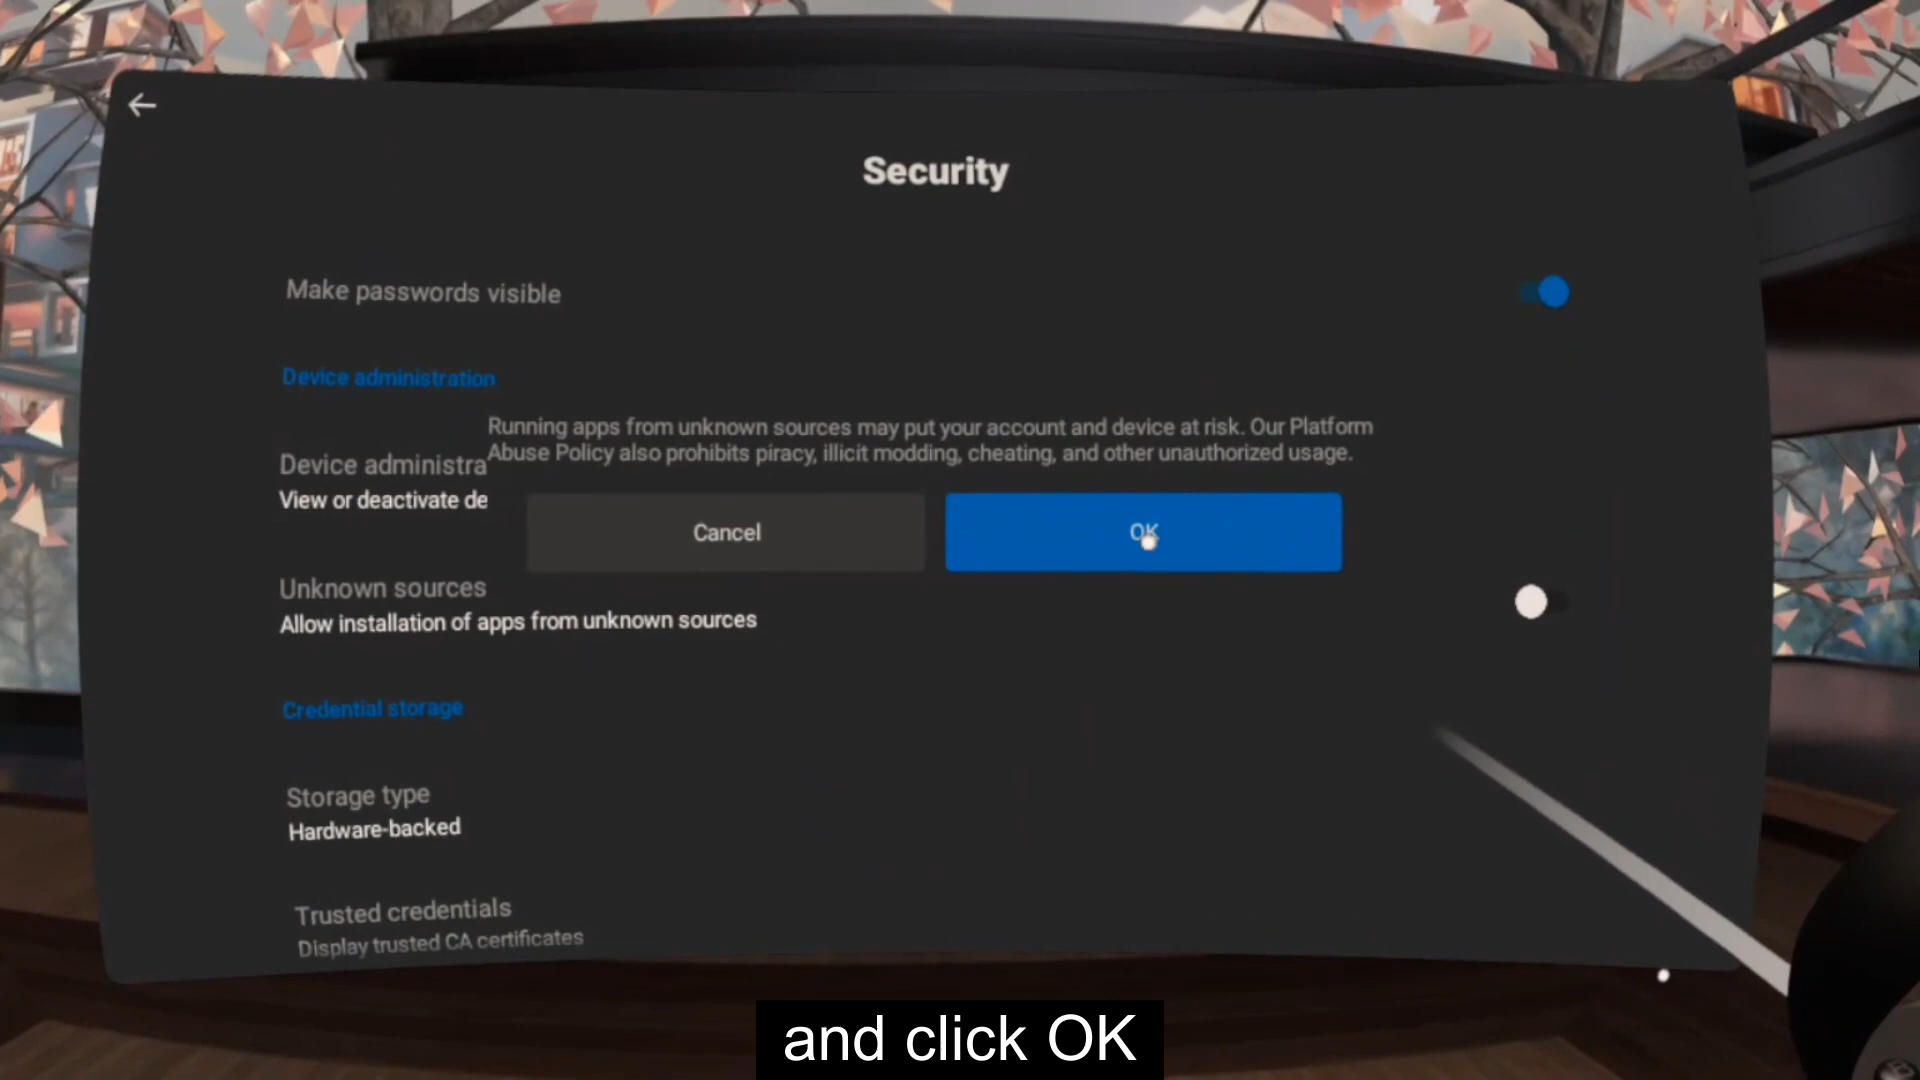 Security
Make passwords visible
Device administration
Running apps from unknown sources may put your account and device at risk. Our Platform
Abuse Policy also prohibits piracy, illicit modding, cheating, and other unauthorized usage.
Device administra
View or deactivate de
Cancel
OK
Unknown sources
Allow installation of apps from unknown sources
Credential storage
Storage type
Hardware-backed
Trusted credentials
Display trusted CA certificates
and click OK